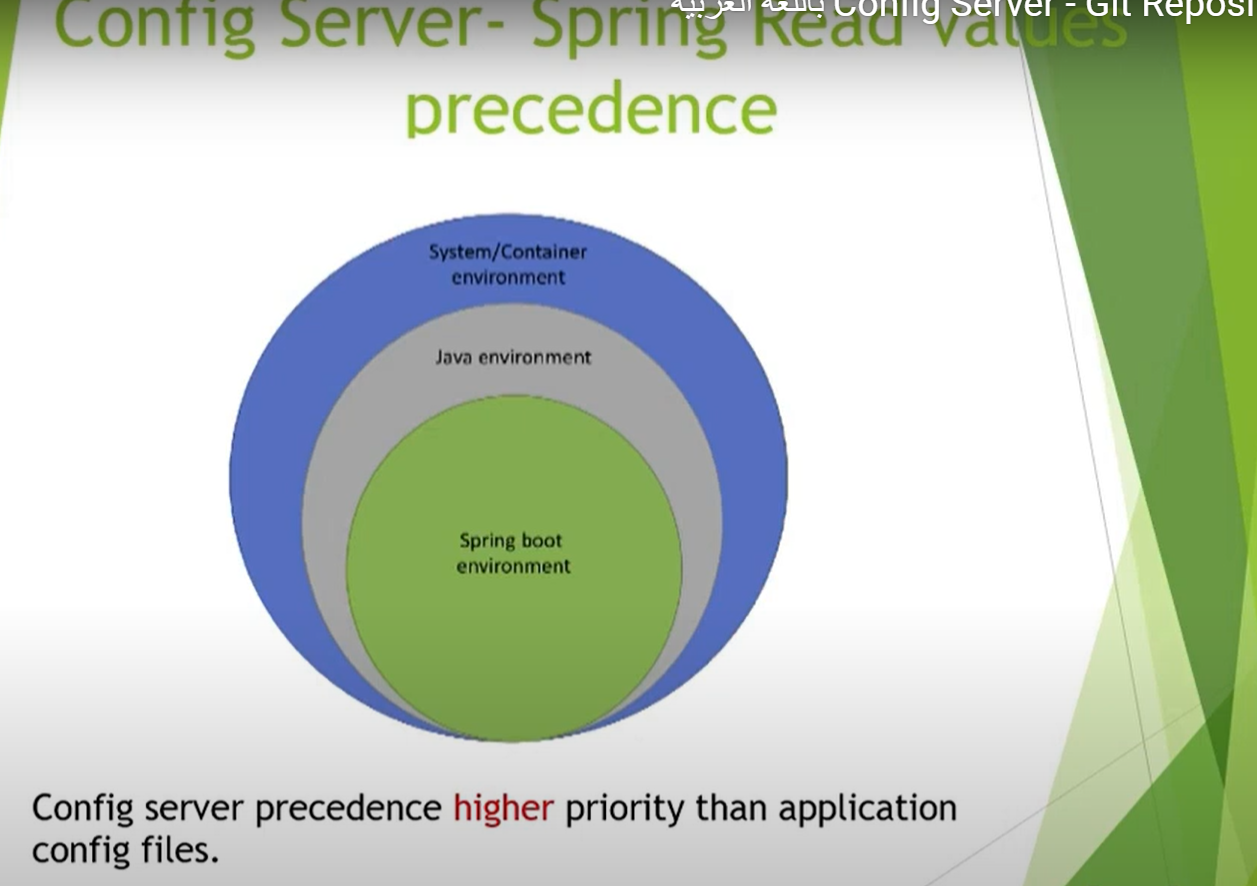 باللغة العربية Config Server - Git Reposi
Config Server- Spring Read values
precedence
System/Container
environment
Java environment
Spring boot
environment
Config server precedence higher priority than application
config files.